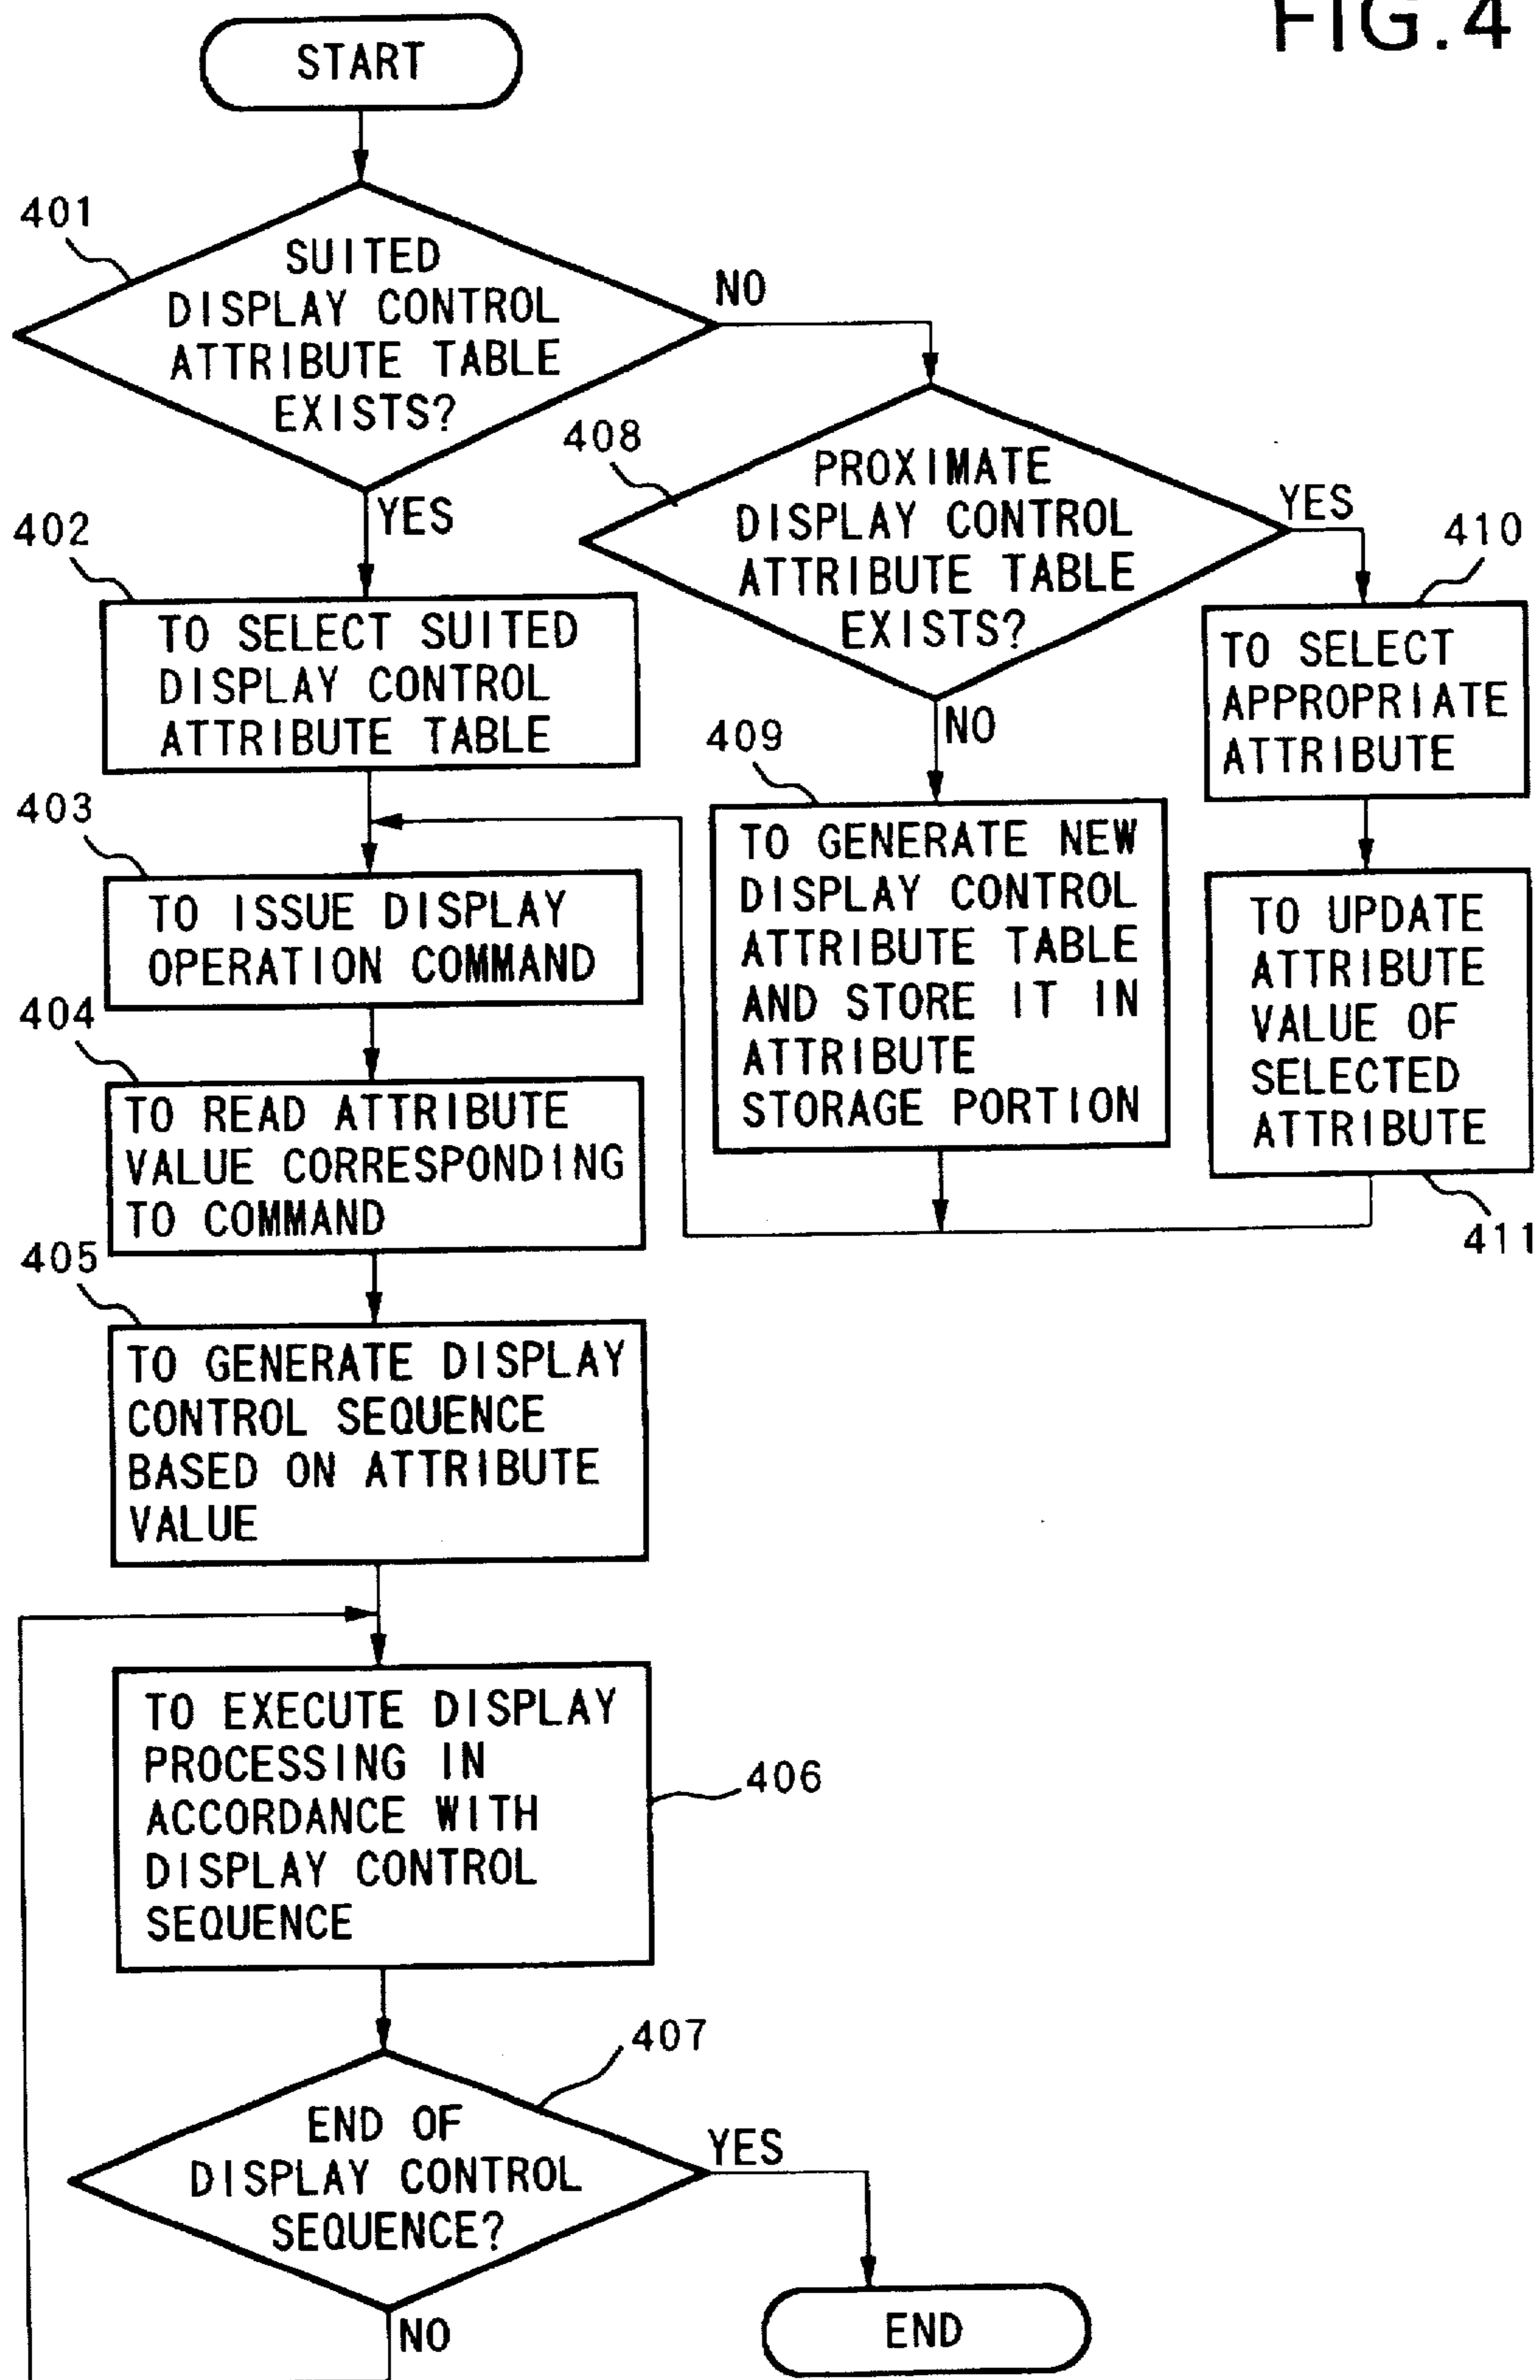 FIG.4
START
401
SUITED
DISPLAY CONTROL
ATTRIBUTE TABLE
EXISTS?
NO
YES
402
TO SELECT SUITED
DISPLAY CONTROL
ATTRIBUTE TABLE
403
TO ISSUE DISPLAY
OPERATION COMMAND
404
TO READ ATTRIBUTE
VALUE CORRESPONDING
TO COMMAND
405
TO GENERATE DISPLAY
CONTROL SEQUENCE
BASED ON ATTRIBUTE
VALUE
TO EXECUTE DISPLAY
PROCESSING IN
ACCORDANCE WITH
DISPLAY CONTROL
SEQUENCE
406
407
END OF
DISPLAY CONTROL
SEQUENCE?
YES
NO
END
408
PROXIMATE
DISPLAY CONTROL
ATTRIBUTE TABLE
EXISTS?
YES
NO
409
TO GENERATE NEW
DISPLAY CONTROL
ATTRIBUTE TABLE
AND STORE IT IN
ATTRIBUTE
STORAGE PORTION
410
TO SELECT
APPROPRIATE
ATTRIBUTE
TO UPDATE
ATTRIBUTE
VALUE OF
SELECTED
ATTRIBUTE
411